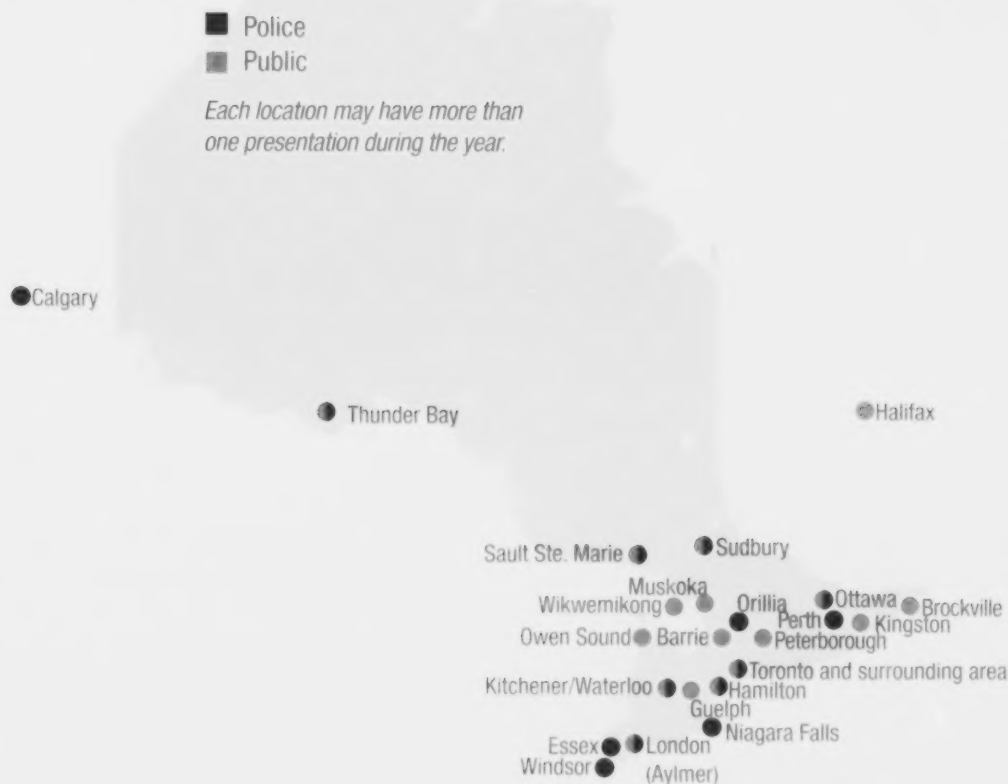 Police
Public
Each location may have more than
one presentation during the year.
Calgary
Thunder Bay
Halifax
Sault Ste. Marie
Sudbury
Muskoka
Wikwemikong
Orillia
Ottawa
Brockville
Perth
Kingston
Owen Sound
Barrie
Peterborough
Toronto and surrounding area
Kitchener/Waterloo
Hamilton
Guelph
Niagara Falls
Essex
London
Windsor
(Aylmer)